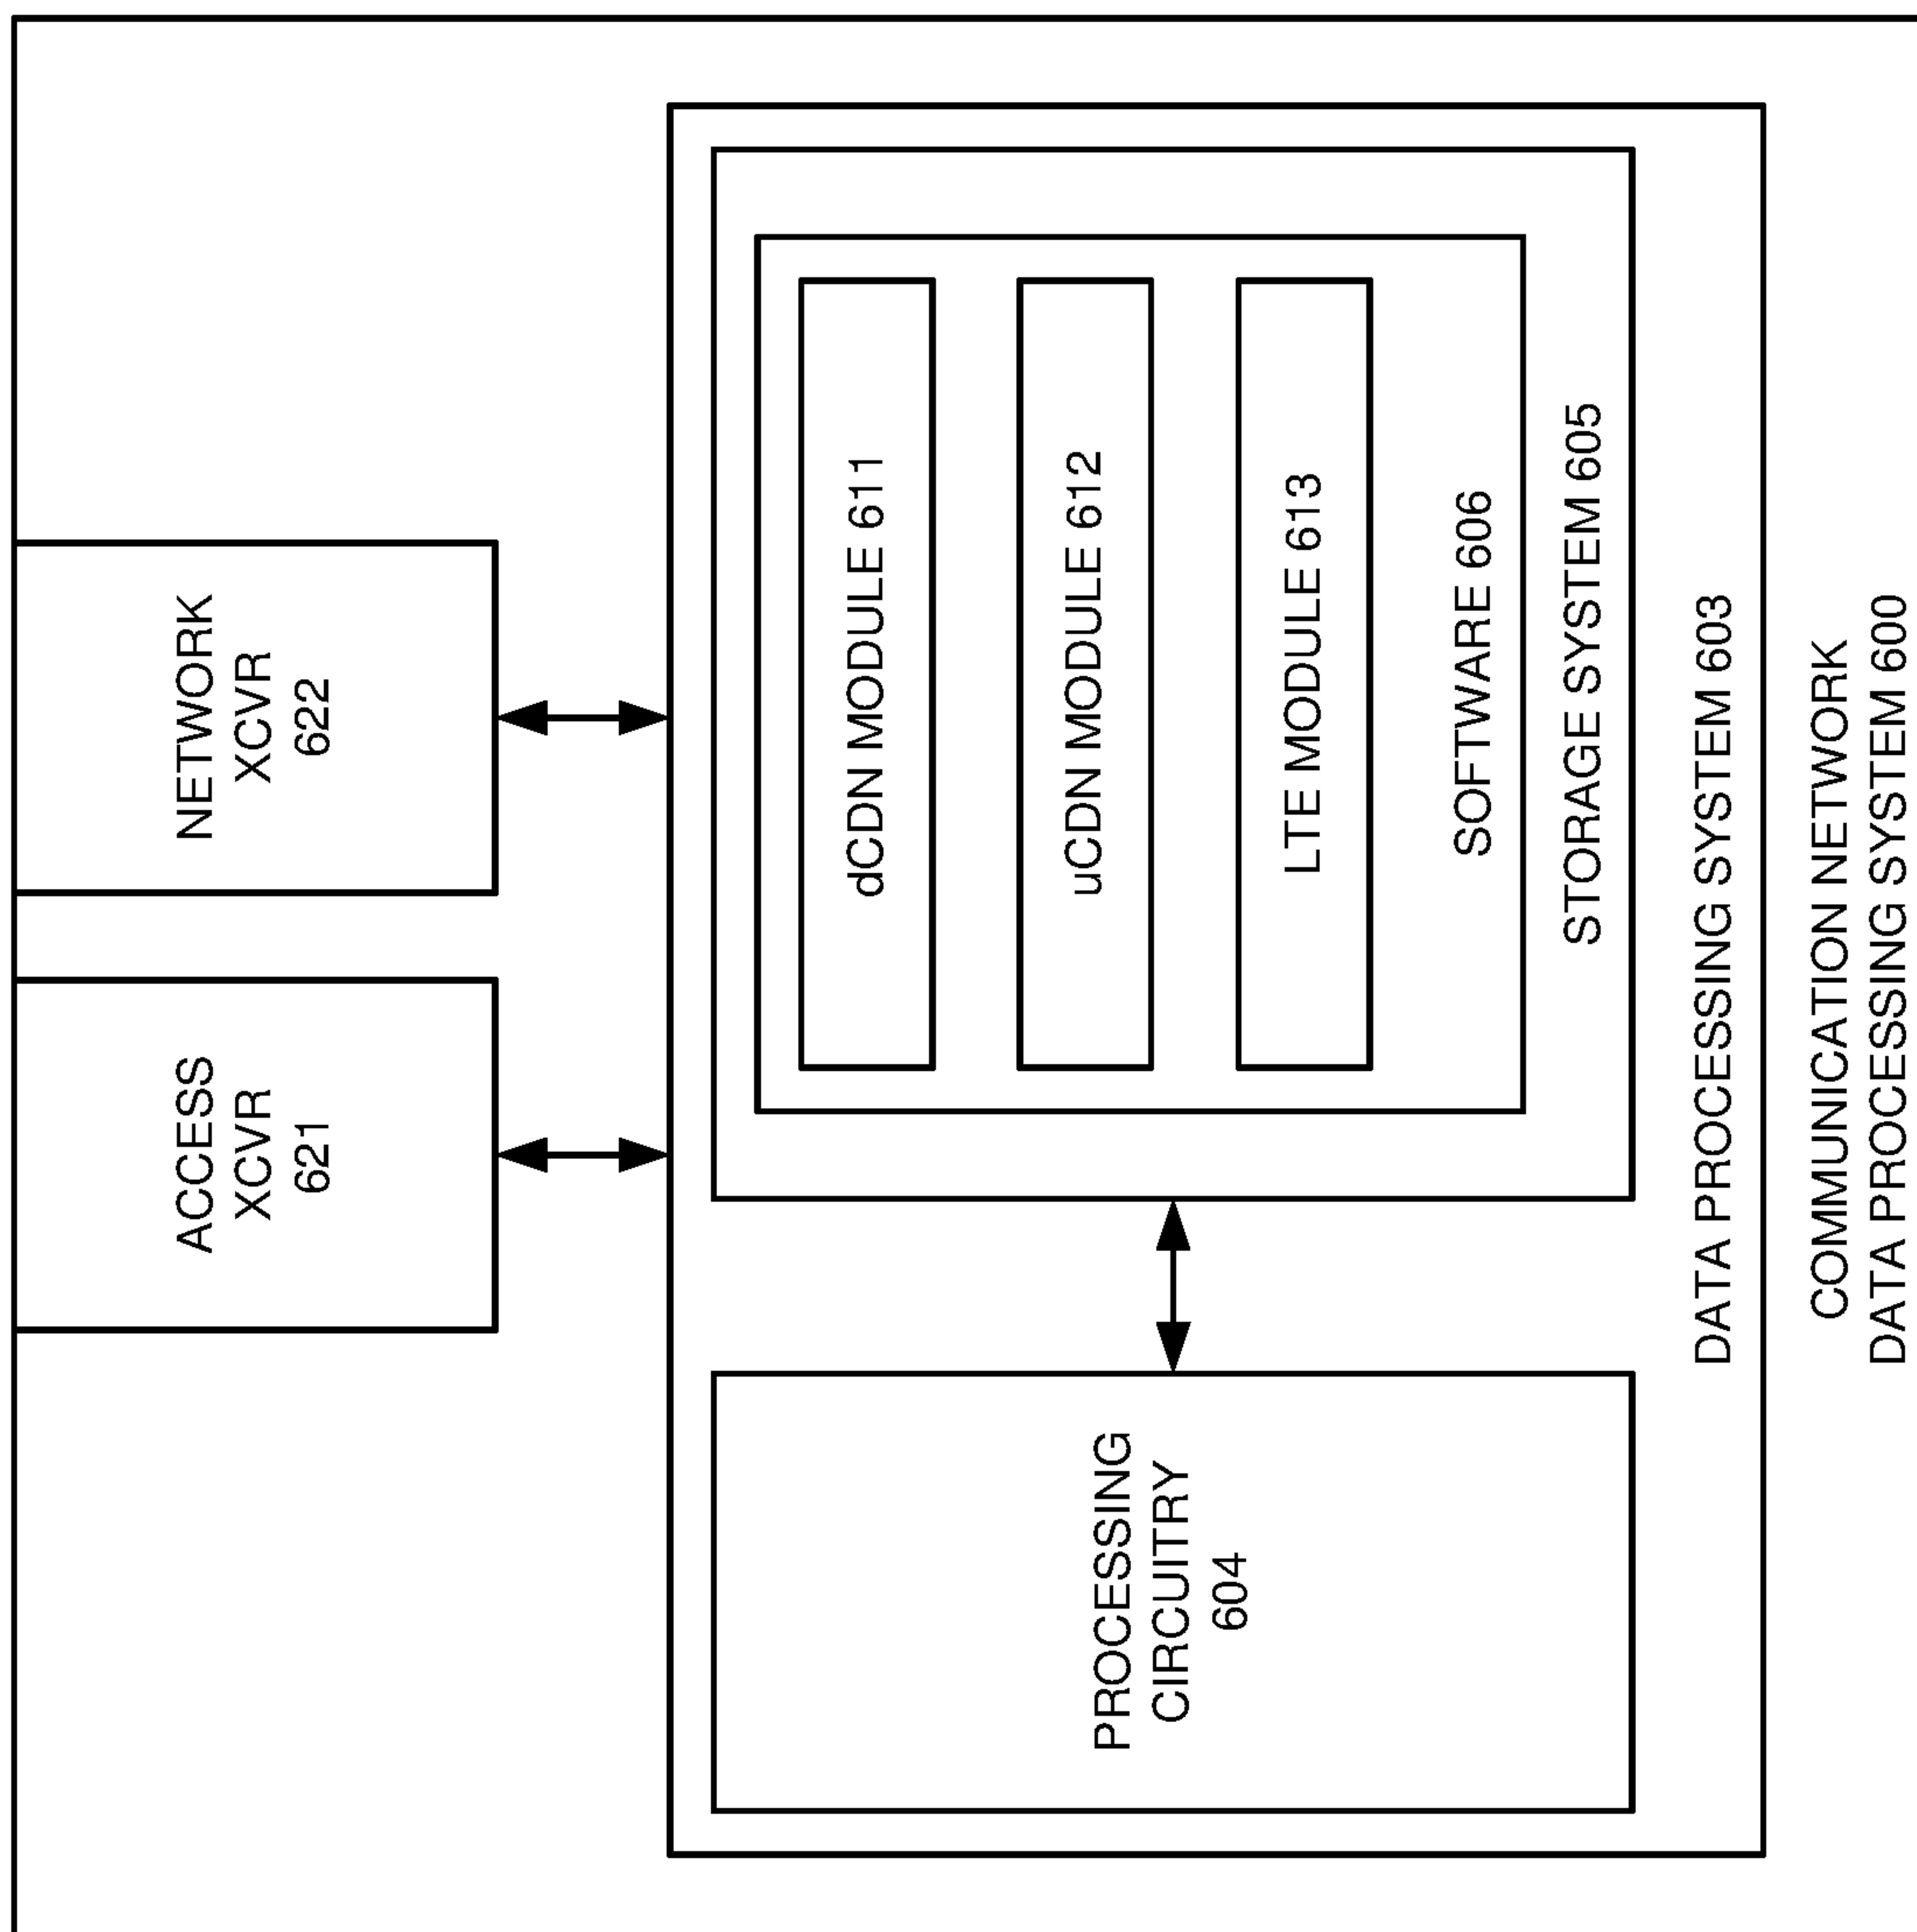 ACCESS
XCVR
621
NETWORK
XCVR
622
PROCESSING
CIRCUITRY
604
dCDN MODULE 611
uCDN MODULE 612
LTE MODULE 613
SOFTWARE 606
STORAGE SYSTEM 605
DATA PROCESSING SYSTEM 603
COMMUNICATION NETWORK
DATA PROCESSING SYSTEM 600